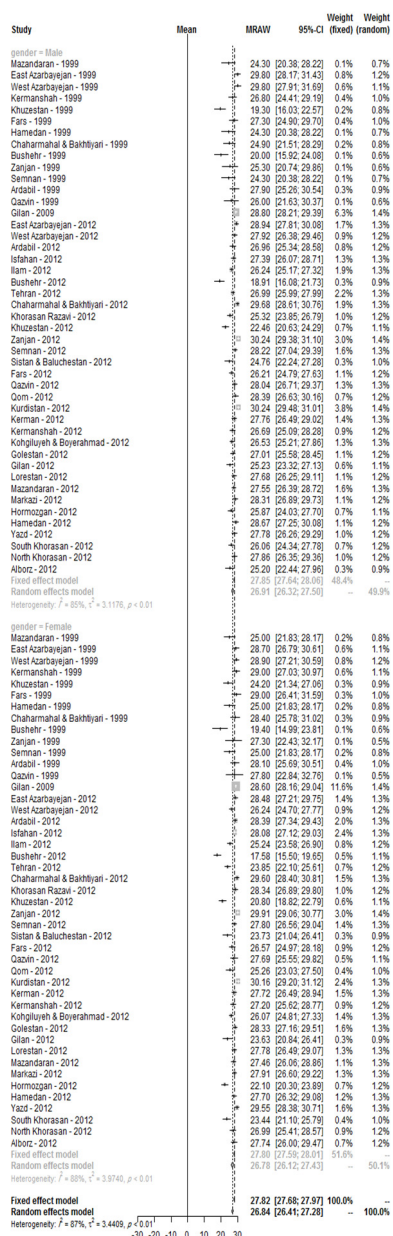 Weight Weight
Study Mean MRAW 95%-CI (fixed) (random)
gender = Male
Mazandaran - 1999 24.30 [20.38; 28.22] 0.1% 0.7%
East Azarbayejan - 1999 29.80 [28.17; 31.43] 0.8% 1.2%
West Azarbayejan - 1999 29.80 [27.91; 31.69] 0.6% 1.2%
Kermanshah - 1999 26.80 [24.41; 29.19] 0.4% 1.0%
Khuzestan - 1999 19.30 [16.03; 22.57] 0.2% 0.8%
Fars - 1999 27.30 [24.90; 29.70] 0.4% 1.0%
Hamedan - 1999 24.30 [20.38; 28.22] 0.1% 0.7%
Chaharmahal & Bakhtiyari - 1999 24.90 [21.51; 28.29] 0.2% 0.8%
Bushehr - 1999 20.00 [15.92; 24.08] 0.1% 0.7%
Zanjan - 1999 25.30 [20.74; 29.86] 0.1% 0.6%
Semnan - 1999 24.30 [20.38; 28.22] 0.1% 0.7%
Ardabil - 1999 27.90 [25.26; 30.54] 0.3% 0.9%
Qazvin - 1999 26.00 [21.63; 30.37] 0.1% 0.6%
Gilan - 2009 28.80 [28.21; 29.39] 6.3% 1.4%
East Azarbayejan - 2012 28.94 [27.81; 30.08] 1.7% 1.3%
West Azarbayejan - 2012 27.92 [26.38; 29.46] 0.9% 1.2%
Ardabil - 2012 26.96 [25.34; 28.58] 0.8% 1.2%
Isfahan - 2012 27.39 [26.07; 28.71] 1.3% 1.3%
Ilam - 2012 26.24 [25.17; 27.32] 1.9% 1.3%
Bushehr - 2012 18.91 [16.08; 21.73] 0.3% 0.9%
Tehran - 2012 26.99 [25.99; 27.99] 2.2% 1.3%
Chaharmahal & Bakhtiyari - 2012 29.68 [28.61; 30.76] 1.9% 1.3%
Khorasan Razavi - 2012 25.32 [23.85; 26.79] 1.0% 1.2%
Khuzestan - 2012 22.46 [20.63; 24.29] 0.7% 1.1%
Zanjan - 2012 30.24 [29.38; 31.10] 3.0% 1.4%
Semnan - 2012 28.22 [27.04; 29.39] 1.6% 1.3%
Sistan & Baluchestan - 2012 24.76 [22.24; 27.28] 0.3% 1.0%
Fars - 2012 26.21 [24.79; 27.63] 1.1% 1.2%
Qazvin - 2012 28.04 [26.71; 29.37] 1.3% 1.3%
Qom - 2012 28.39 [26.63; 30.16] 0.7% 1.2%
Kurdistan - 2012 30.24 [29.48; 31.01] 3.8% 1.4%
Kerman - 2012 27.76 [26.49; 29.02] 1.4% 1.3%
Kermanshah - 2012 26.69 [25.09; 28.28] 0.9% 1.2%
Kohgiluyeh & Boyerahmad - 2012 26.53 [25.21; 27.86] 1.3% 1.3%
Golestan - 2012 27.01 [25.58; 28.45] 1.1% 1.2%
Gilan - 2012 25.23 [23.32; 27.13] 0.6% 1.1%
Lorestan - 2012 27.68 [26.25; 29.11] 1.1% 1.2%
Mazandaran - 2012 27.55 [26.39; 28.72] 1.6% 1.3%
Markazi - 2012 28.31 [26.89; 29.73] 1.1% 1.2%
Hormozgan - 2012 25.87 [24.03; 27.70] 0.7% 1.1%
Hamedan - 2012 28.67 [27.25; 30.08] 1.1% 1.2%
Yazd - 2012 27.78 [26.26; 29.29] 1.0% 1.2%
South Khorasan - 2012 26.06 [24.34; 27.78] 0.7% 1.2%
North Khorasan - 2012 27.86 [26.35; 29.36] 1.0% 1.2%
Alborz - 2012 25.20 [22.44; 27.96] 0.3% 0.9%
Fixed effect model 27.85 [27.64; 28.06] 48.4% --
Random effects model 26.91 [26.32; 27.50] -- 49.9%
Heterogeneity: I² = 85%, τ² = 3.1176, p < 0.01
gender = Female
Mazandaran - 1999 25.00 [21.83; 28.17] 0.2% 0.8%
East Azarbayejan - 1999 28.70 [26.79; 30.61] 0.6% 1.1%
West Azarbayejan - 1999 28.90 [27.21; 30.59] 0.8% 1.2%
Kermanshah - 1999 29.00 [27.03; 30.97] 0.6% 1.1%
Khuzestan - 1999 24.20 [21.34; 27.06] 0.3% 0.9%
Fars - 1999 29.00 [26.41; 31.59] 0.3% 1.0%
Hamedan - 1999 25.00 [21.83; 28.17] 0.2% 0.8%
Chaharmahal & Bakhtiyari - 1999 28.40 [25.78; 31.02] 0.3% 0.9%
Bushehr - 1999 19.40 [14.99; 23.81] 0.1% 0.6%
Zanjan - 1999 27.30 [22.43; 32.17] 0.1% 0.5%
Semnan - 1999 25.00 [21.83; 28.17] 0.2% 0.8%
Ardabil - 1999 28.10 [25.69; 30.51] 0.4% 1.0%
Qazvin - 1999 27.80 [22.84; 32.76] 0.1% 0.5%
Gilan - 2009 28.60 [28.16; 29.04] 11.6% 1.4%
East Azarbayejan - 2012 28.48 [27.21; 29.75] 1.4% 1.3%
West Azarbayejan - 2012 26.24 [24.70; 27.77] 0.9% 1.2%
Ardabil - 2012 28.39 [27.34; 29.43] 2.0% 1.3%
Isfahan - 2012 28.08 [27.12; 29.03] 2.4% 1.3%
Ilam - 2012 25.24 [23.58; 26.90] 0.8% 1.2%
Bushehr - 2012 17.58 [15.50; 19.65] 0.5% 1.1%
Tehran - 2012 23.85 [22.10; 25.61] 0.7% 1.2%
Chaharmahal & Bakhtiyari - 2012 29.60 [28.40; 30.81] 1.5% 1.3%
Khorasan Razavi - 2012 28.34 [26.89; 29.80] 1.0% 1.2%
Khuzestan - 2012 20.80 [18.82; 22.79] 0.6% 1.1%
Zanjan - 2012 29.91 [29.06; 30.77] 3.0% 1.4%
Semnan - 2012 27.80 [26.56; 29.04] 1.4% 1.3%
Sistan & Baluchestan - 2012 23.73 [21.04; 26.41] 0.3% 0.9%
Fars - 2012 26.57 [24.97; 28.18] 0.9% 1.2%
Qazvin - 2012 27.69 [25.55; 29.82] 0.5% 1.1%
Qom - 2012 25.26 [23.03; 27.50] 0.4% 1.0%
Kurdistan - 2012 30.16 [29.20; 31.12] 2.4% 1.3%
Kerman - 2012 27.72 [26.49; 28.94] 1.5% 1.3%
Kermanshah - 2012 27.20 [25.62; 28.77] 0.9% 1.2%
Kohgiluyeh & Boyerahmad - 2012 26.07 [24.81; 27.33] 1.4% 1.3%
Golestan - 2012 28.33 [27.16; 29.51] 1.6% 1.3%
Gilan - 2012 23.63 [20.84; 26.41] 0.3% 0.9%
Lorestan - 2012 27.78 [26.49; 29.07] 1.3% 1.3%
Mazandaran - 2012 27.46 [26.06; 28.86] 1.1% 1.3%
Markazi - 2012 27.91 [26.60; 29.22] 1.3% 1.3%
Hormozgan - 2012 22.10 [20.30; 23.89] 0.7% 1.2%
Hamedan - 2012 27.70 [26.32; 29.08] 1.2% 1.3%
Yazd - 2012 29.55 [28.38; 30.71] 1.6% 1.3%
South Khorasan - 2012 23.44 [21.10; 25.79] 0.4% 1.0%
North Khorasan - 2012 26.99 [25.41; 28.57] 0.9% 1.2%
Alborz - 2012 27.74 [26.00; 29.47] 0.7% 1.2%
Fixed effect model 27.80 [27.59; 28.01] 51.6% --
Random effects model 26.78 [26.12; 27.43] -- 50.1%
Heterogeneity: I² = 88%, τ² = 3.9740, p < 0.01
Fixed effect model 27.82 [27.68; 27.97] 100.0% --
Random effects model 26.84 [26.41; 27.28] -- 100.0%
Heterogeneity: I² = 87%, τ² = 3.4409, p < 0.01
-30 -20 -10 0 10 20 30